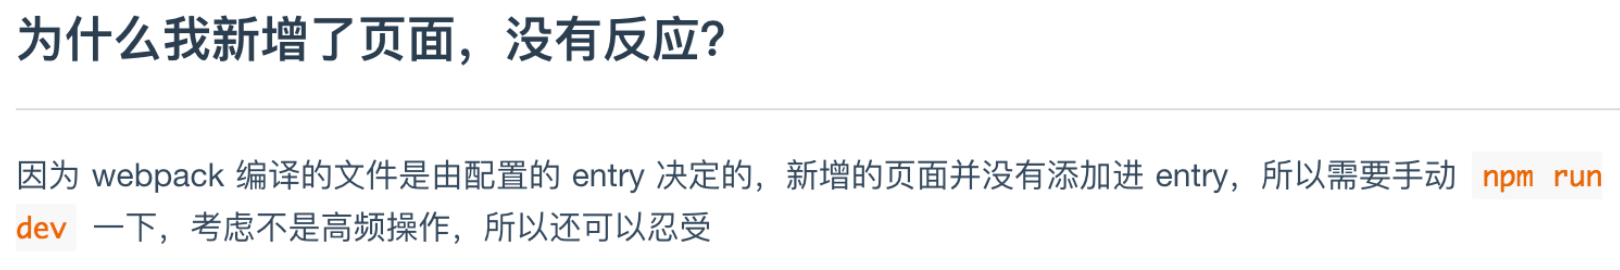 为什么我新增了页面，没有反应？
因为 webpack 编译的文件是由配置的 entry 决定的，新增的页面并没有添加进 entry，所以需要手动 npm run
dev 一下，考虑不是高频操作，所以还可以忍受